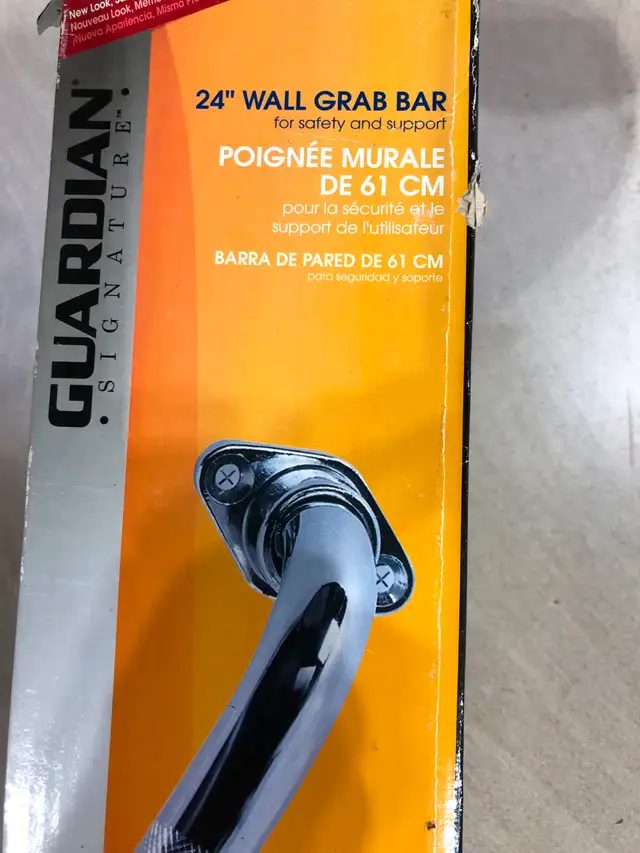 New Look,
Nouveau Look,
¡Nueva Apariencia, Mismo
GUARDIAN®
• SIGNATURE™ •
24" WALL GRAB BAR
for safety and support
POIGNÉE MURALE
DE 61 CM
pour la sécurité et le
support de l'utilisateur
BARRA DE PARED DE 61 CM
para seguridad y soporte